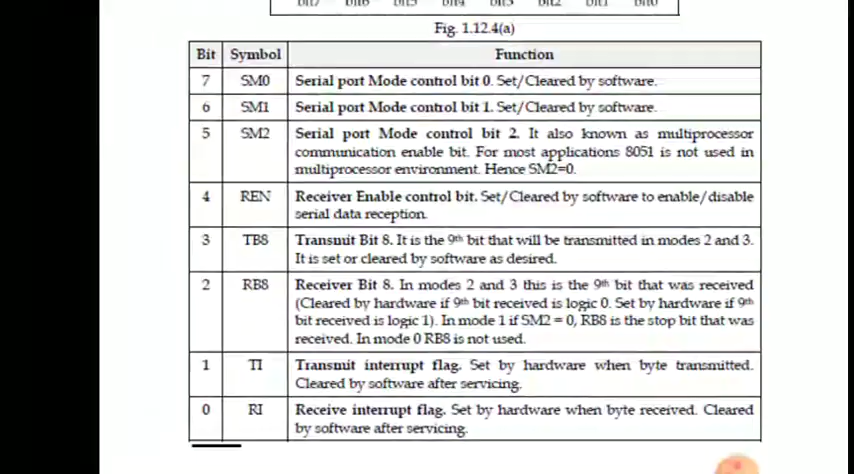 bit7 bit6 bit5 bit4 bit3 bit2 bit1 bit0
Fig. 1.12.4(a)
Bit Symbol Function
7 SM0 Serial port Mode control bit 0. Set/Cleared by software.
6 SM1 Serial port Mode control bit 1. Set/Cleared by software.
5 SM2 Serial port Mode control bit 2. It also known as multiprocessor
communication enable bit. For most applications 8051 is not used in
multiprocessor environment. Hence SM2=0.
4 REN Receiver Enable control bit. Set/Cleared by software to enable/disable
serial data reception.
3 TB8 Transmit Bit 8. It is the 9th bit that will be transmitted in modes 2 and 3.
It is set or cleared by software as desired.
2 RB8 Receiver Bit 8. In modes 2 and 3 this is the 9th bit that was received
(Cleared by hardware if 9th bit received is logic 0. Set by hardware if 9th
bit received is logic 1). In mode 1 if SM2 = 0, RB8 is the stop bit that was
received. In mode 0 RB8 is not used.
1 TI Transmit interrupt flag. Set by hardware when byte transmitted.
Cleared by software after servicing.
0 RI Receive interrupt flag. Set by hardware when byte received. Cleared
by software after servicing.